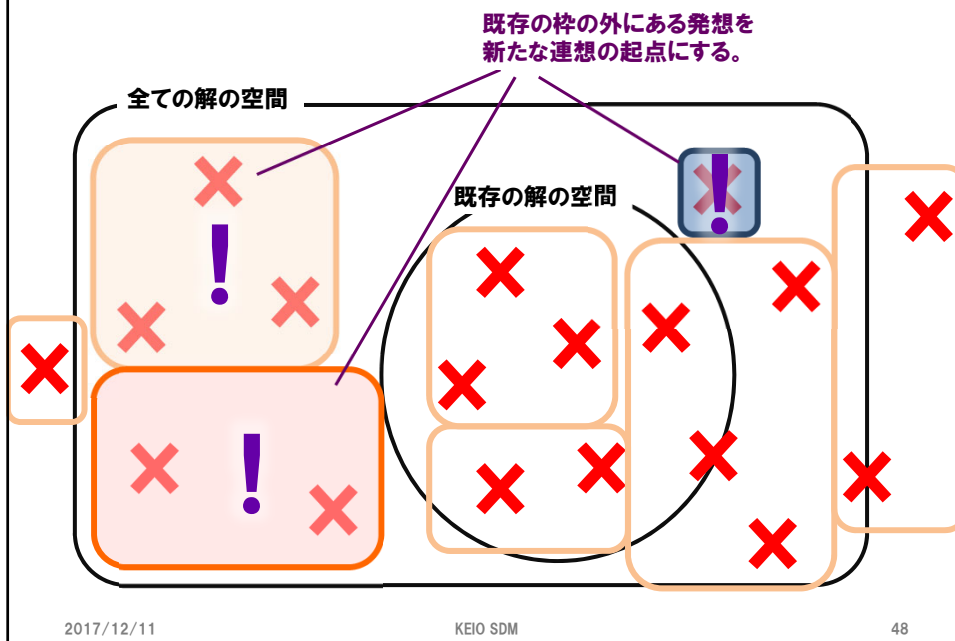 既存の枠の外にある発想を
新たな連想の起点にする。
全ての解の空間
既存の解の空間
!
!
!
2017/12/11
KEIO SDM
48